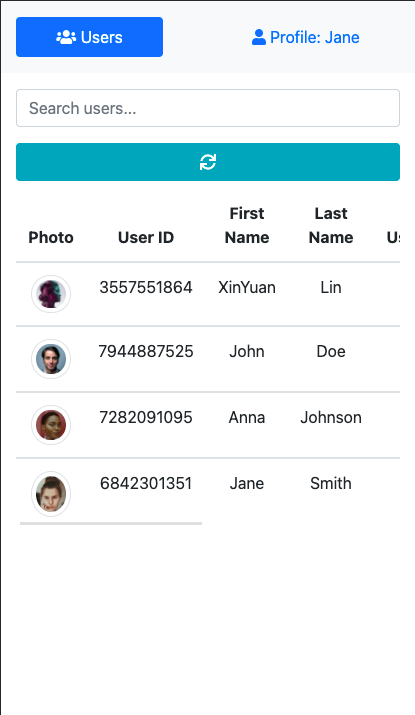 Users
Profile: Jane
Search users...
Photo User ID First Name Last Name Us
3557551864 XinYuan Lin
7944887525 John Doe
7282091095 Anna Johnson
6842301351 Jane Smith